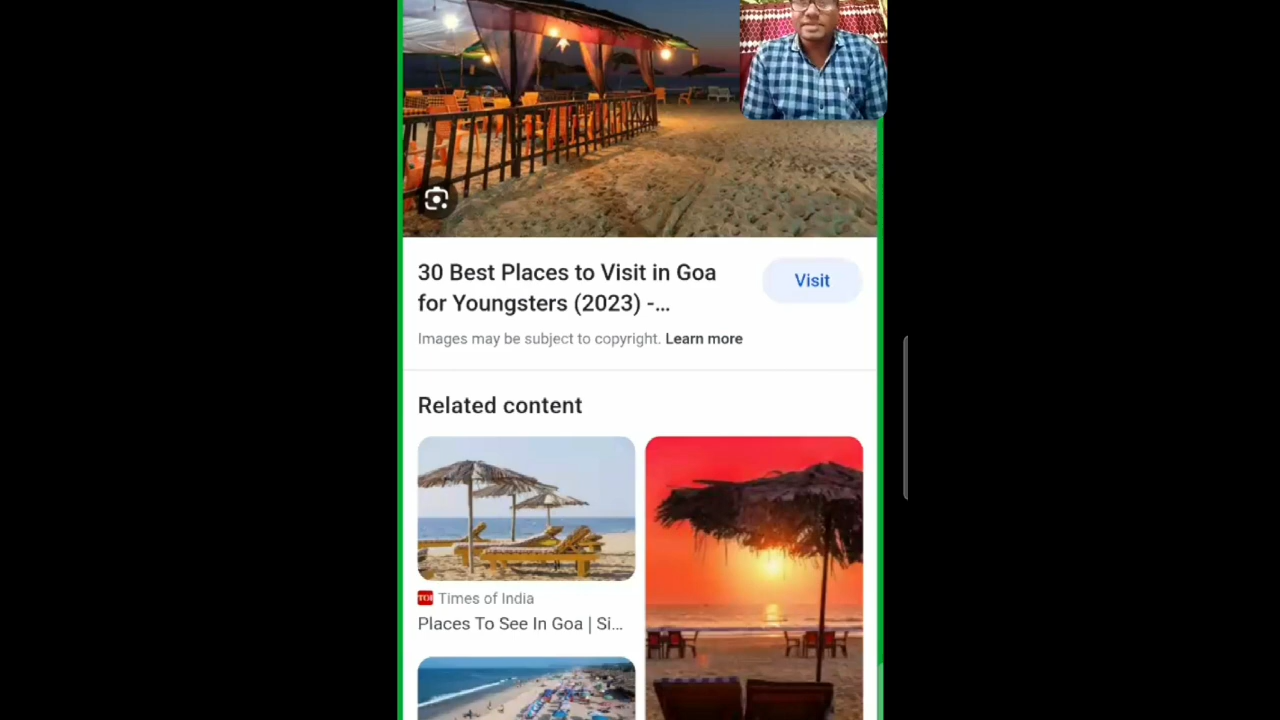 30 Best Places to Visit in Goa
for Youngsters (2023) -...
Visit
Images may be subject to copyright. Learn more
Related content
TOI Times of India
Places To See In Goa | Si...